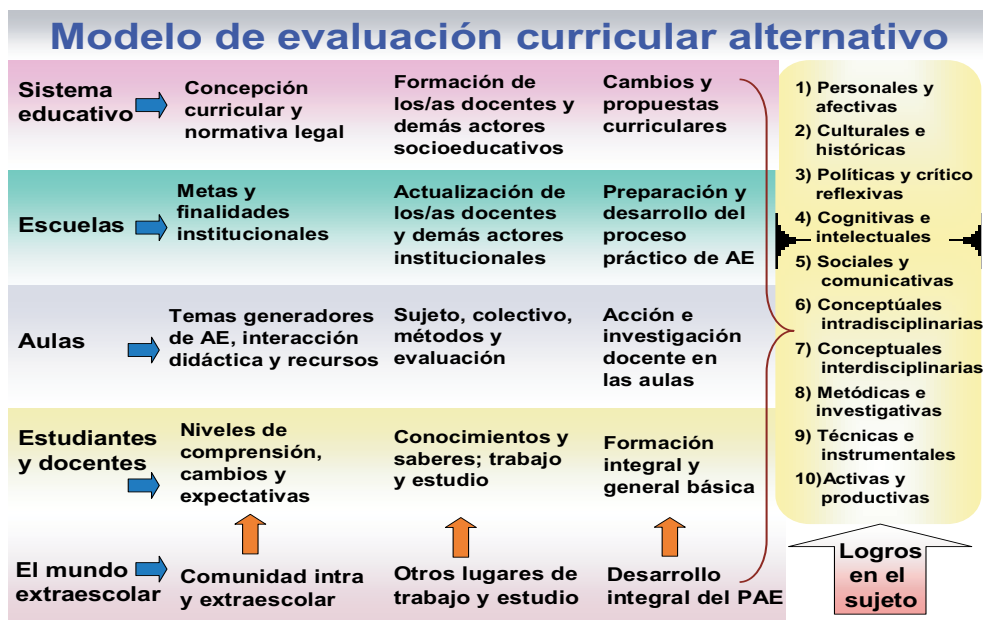 Modelo de evaluación curricular alternativo
Sistema
educativo
Concepción
curricular y
normativa legal
Formación de
los/as docentes y
demás actores
socioeducativos
Cambios y
propuestas
curriculares
Escuelas
Metas y
finalidades
institucionales
Actualización de
los/as docentes
y demás actores
institucionales
Preparación y
desarrollo del
proceso
práctico de AE
Aulas
Temas generadores
de AE, interacción
didáctica y recursos
Sujeto, colectivo,
métodos y
evaluación
Acción e
investigación
docente en
las aulas
Estudiantes
y docentes
Niveles de
comprensión,
cambios y
expectativas
Conocimientos y
saberes; trabajo
y estudio
Formación
integral y
general básica
El mundo
extraescolar
Comunidad intra
y extraescolar
Otros lugares de
trabajo y estudio
Desarrollo
integral del PAE
1) Personales y
afectivas
2) Culturales e
históricas
3) Políticas y crítico
reflexivas
4) Cognitivas e
intelectuales
5) Sociales y
comunicativas
6) Conceptúales
intradisciplinarias
7) Conceptuales
interdisciplinarias
8) Metódicas e
investigativas
9) Técnicas e
instrumentales
10)Activas y
productivas
Logros
en el
sujeto